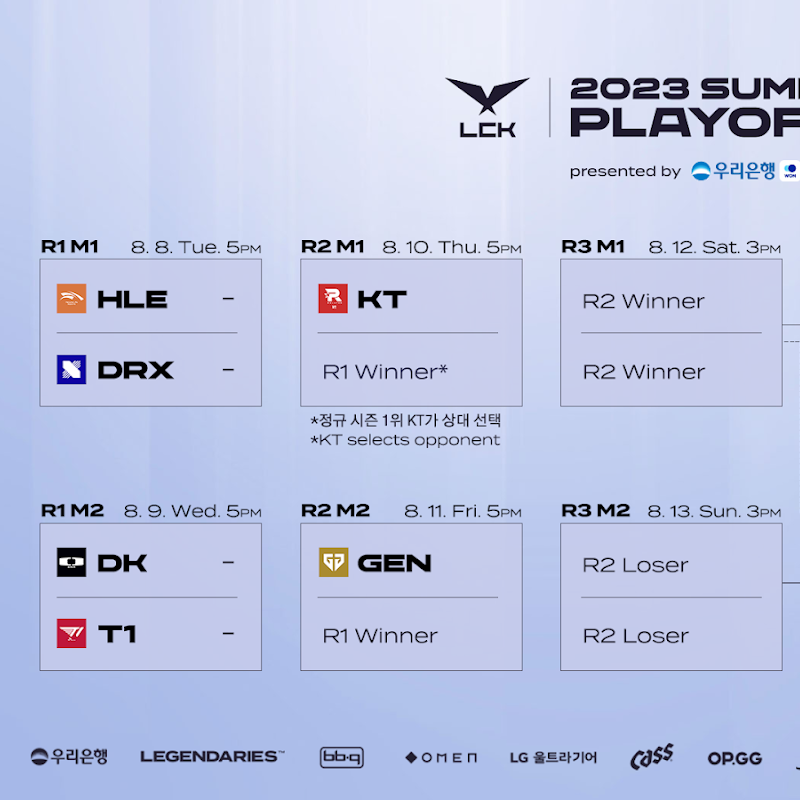 LCK
2023 SUM
PLAYO
presented by 우리은행 WON
R1 M1 8. 8. Tue. 5PM
HLE –
DRX –
R2 M1 8. 10. Thu. 5PM
KT
R1 Winner*
*정규 시즌 1위 KT가 상대 선택
*KT selects opponent
R3 M1 8. 12. Sat. 3PM
R2 Winner
R2 Winner
R1 M2 8. 9. Wed. 5PM
DK –
T1 –
R2 M2 8. 11. Fri. 5PM
GEN
R1 Winner
R3 M2 8. 13. Sun. 3PM
R2 Loser
R2 Loser
우리은행 LEGENDARIES™ bb.q OMEN LG 울트라기어 Cass OP.GG